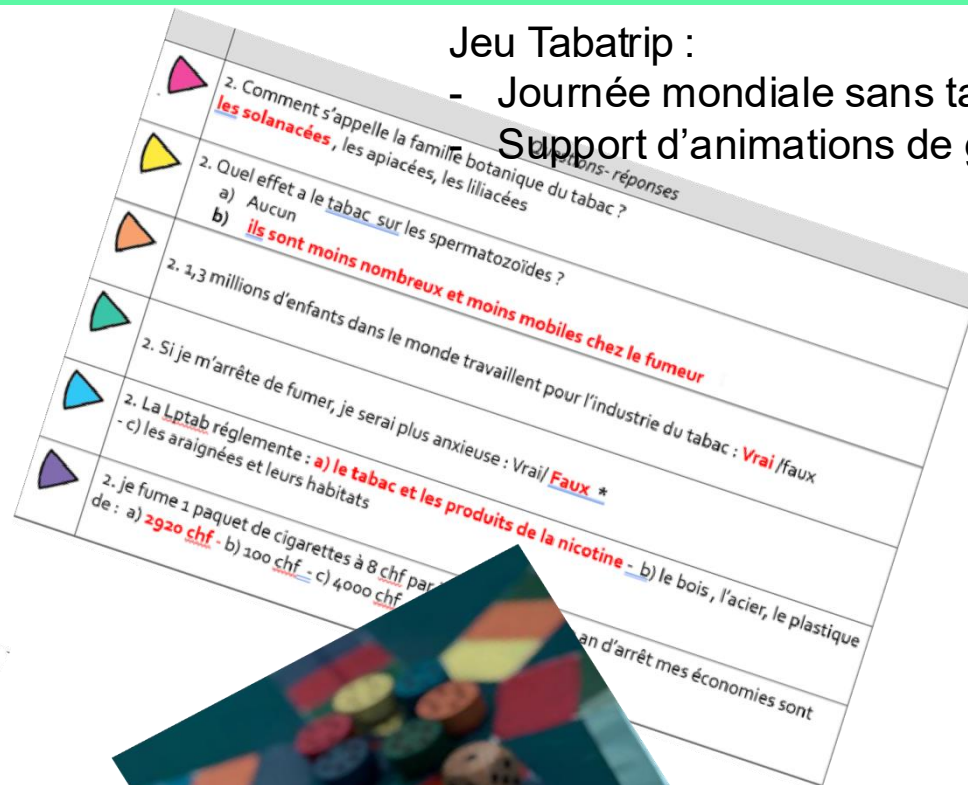 Jeu Tabatrip :
- Journée mondiale sans ta
- Support d'animations de g
Questions- réponses
2. Comment s'appelle la famille botanique du tabac ?
les solanacées , les apiacées, les liliacées
2. Quel effet a le tabac sur les spermatozoïdes ?
a) Aucun
b) ils sont moins nombreux et moins mobiles chez le fumeur
2. 1,3 millions d'enfants dans le monde travaillent pour l'industrie du tabac : Vrai /faux
2. Si je m'arrête de fumer, je serai plus anxieuse : Vrai/ Faux *
2. La Lptab réglemente : a) le tabac et les produits de la nicotine - b) le bois , l'acier, le plastique
- c) les araignées et leurs habitats
2. je fume 1 paquet de cigarettes à 8 chf par an d'arrêt mes économies sont
de : a) 2920 chf - b) 100 chf - c) 4000 chf